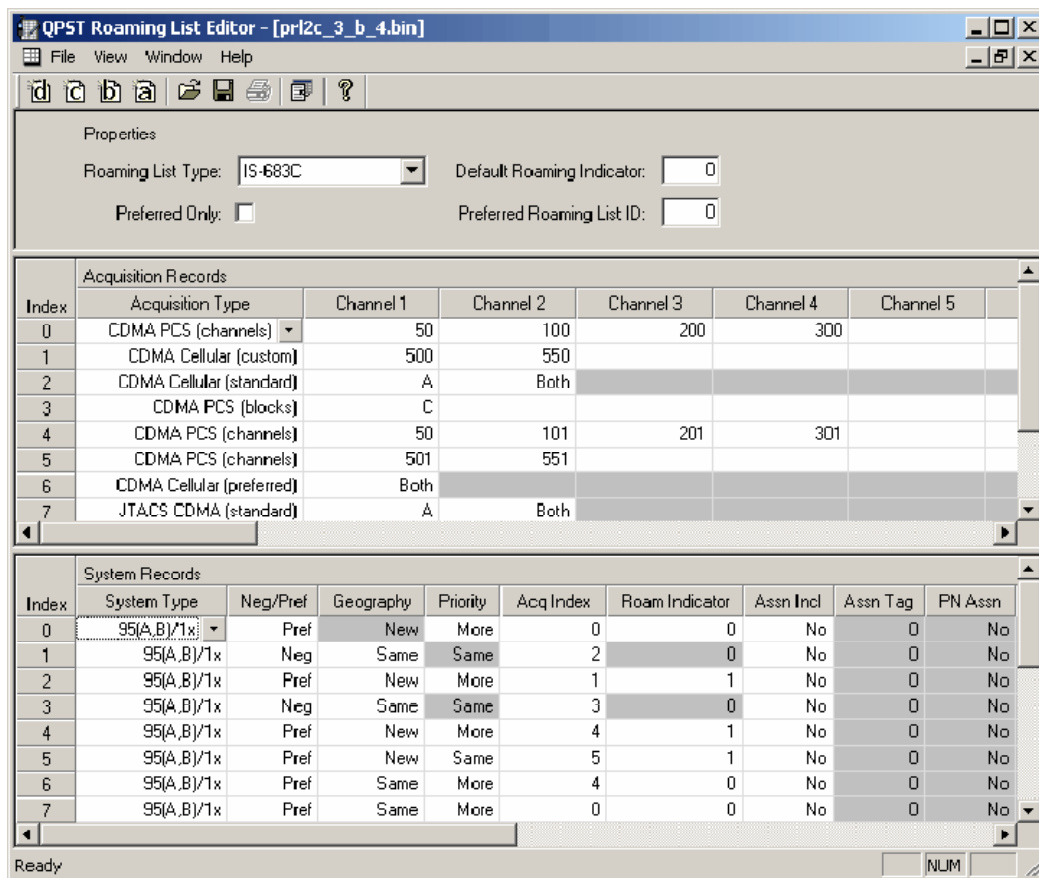 QPST Roaming List Editor - [prl2c_3_b_4.bin]
File View Window Help
d c b a ?
Properties
Roaming List Type: IS-683C Default Roaming Indicator: 0
Preferred Only: Preferred Roaming List ID: 0
Acquisition Records
Index Acquisition Type Channel 1 Channel 2 Channel 3 Channel 4 Channel 5
0 CDMA PCS (channels) 50 100 200 300
1 CDMA Cellular (custom) 500 550
2 CDMA Cellular (standard) A Both
3 CDMA PCS (blocks) C
4 CDMA PCS (channels) 50 101 201 301
5 CDMA PCS (channels) 501 551
6 CDMA Cellular (preferred) Both
7 JTACS CDMA (standard) A Both
System Records
Index System Type Neg/Pref Geography Priority Acq Index Roam Indicator Assn Incl Assn Tag PN Assn
0 95(A,B)/1x Pref New More 0 0 No 0 No
1 95(A,B)/1x Neg Same Same 2 0 No 0 No
2 95(A,B)/1x Pref New More 1 1 No 0 No
3 95(A,B)/1x Neg Same Same 3 0 No 0 No
4 95(A,B)/1x Pref New More 4 1 No 0 No
5 95(A,B)/1x Pref New Same 5 1 No 0 No
6 95(A,B)/1x Pref Same More 4 0 No 0 No
7 95(A,B)/1x Pref Same More 0 0 No 0 No
Ready NUM